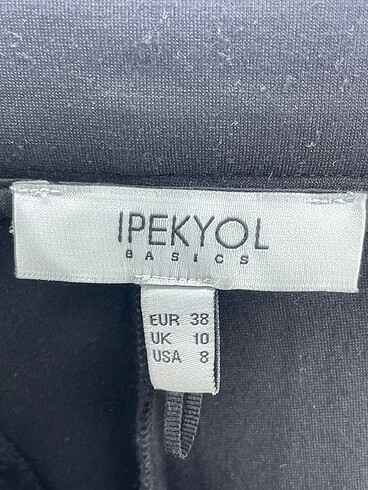 IPEKYOL
BASICS
EUR 38
UK 10
USA 8